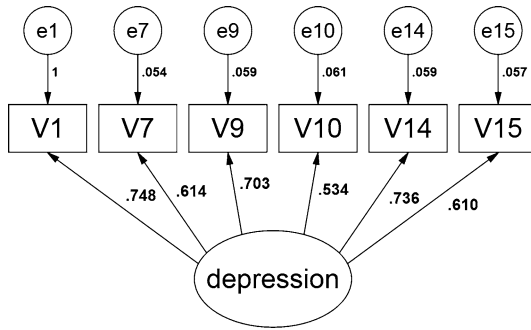 e1 e7 e9 e10 e14 e15
1 .054 .059 .061 .059 .057
V1 V7 V9 V10 V14 V15
.748 .614 .703 .534 .736 .610
depression